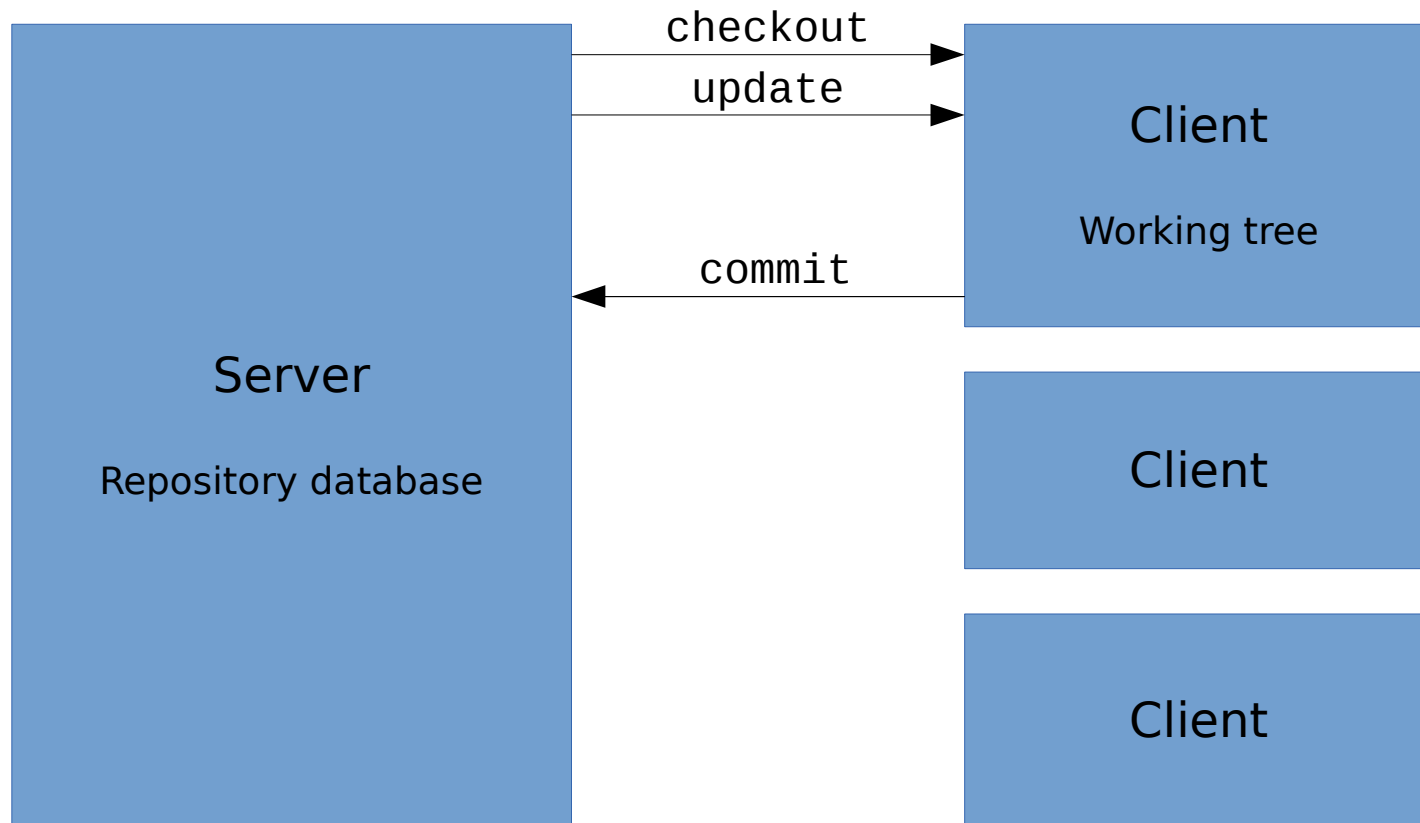 checkout
update
Client
Working tree
commit
Server
Repository database
Client
Client